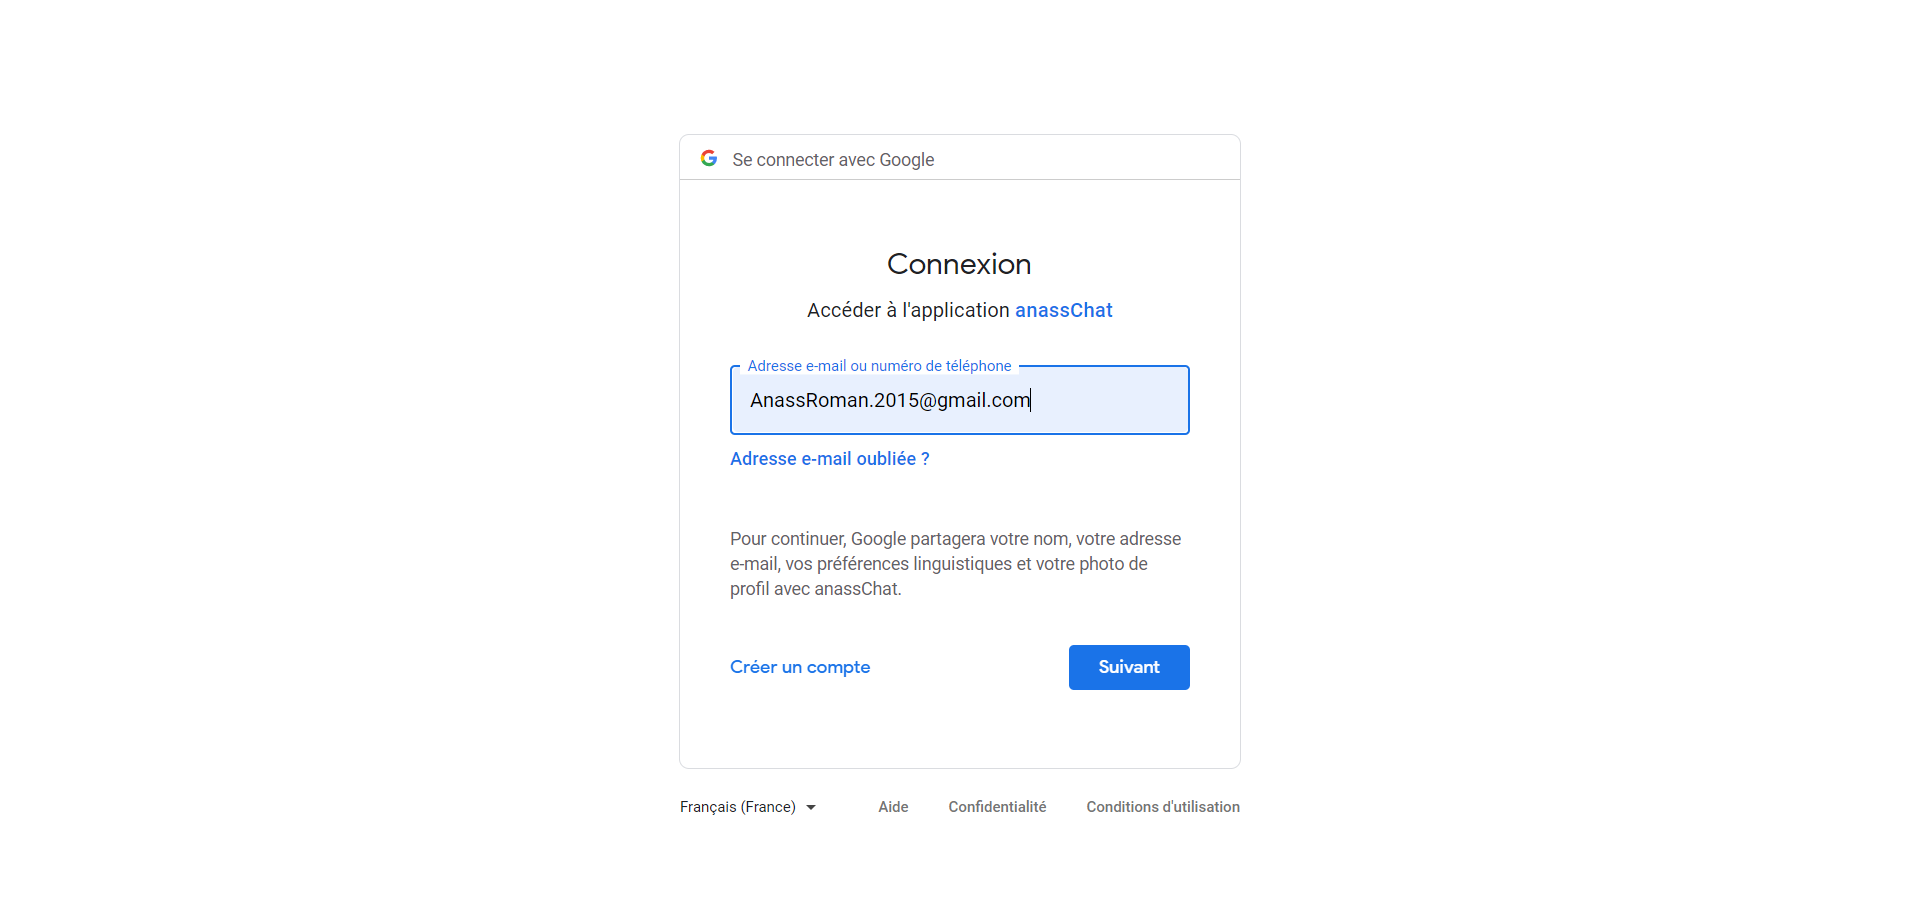 Se connecter avec Google
Connexion
Accéder à l'application anassChat
Adresse e-mail ou numéro de téléphone
AnassRoman.2015@gmail.com
Adresse e-mail oubliée ?
Pour continuer, Google partagera votre nom, votre adresse
e-mail, vos préférences linguistiques et votre photo de
profil avec anassChat.
Créer un compte
Suivant
Français (France)
Aide
Confidentialité
Conditions d'utilisation